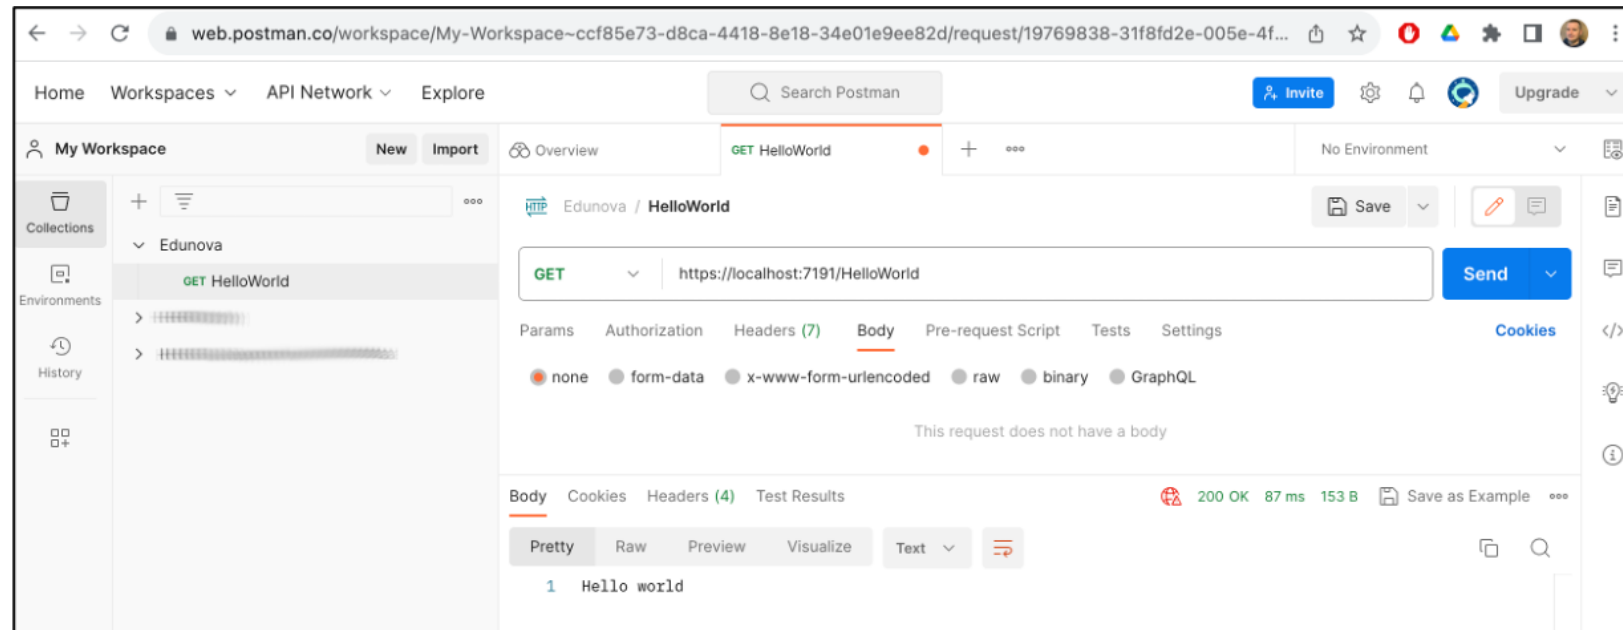 web.postman.co/workspace/My-Workspace~ccf85e73-d8ca-4418-8e18-34e01e9ee82d/request/19769838-31f8fd2e-005e-4f...
Home Workspaces API Network Explore Search Postman Invite Upgrade
My Workspace New Import Overview GET HelloWorld No Environment
Collections
Edunova
GET HelloWorld
Environments
History
HTTP Edunova / HelloWorld Save
GET https://localhost:7191/HelloWorld Send
Params Authorization Headers (7) Body Pre-request Script Tests Settings Cookies
none form-data x-www-form-urlencoded raw binary GraphQL
This request does not have a body
Body Cookies Headers (4) Test Results 200 OK 87 ms 153 B Save as Example
Pretty Raw Preview Visualize Text
1 Hello world